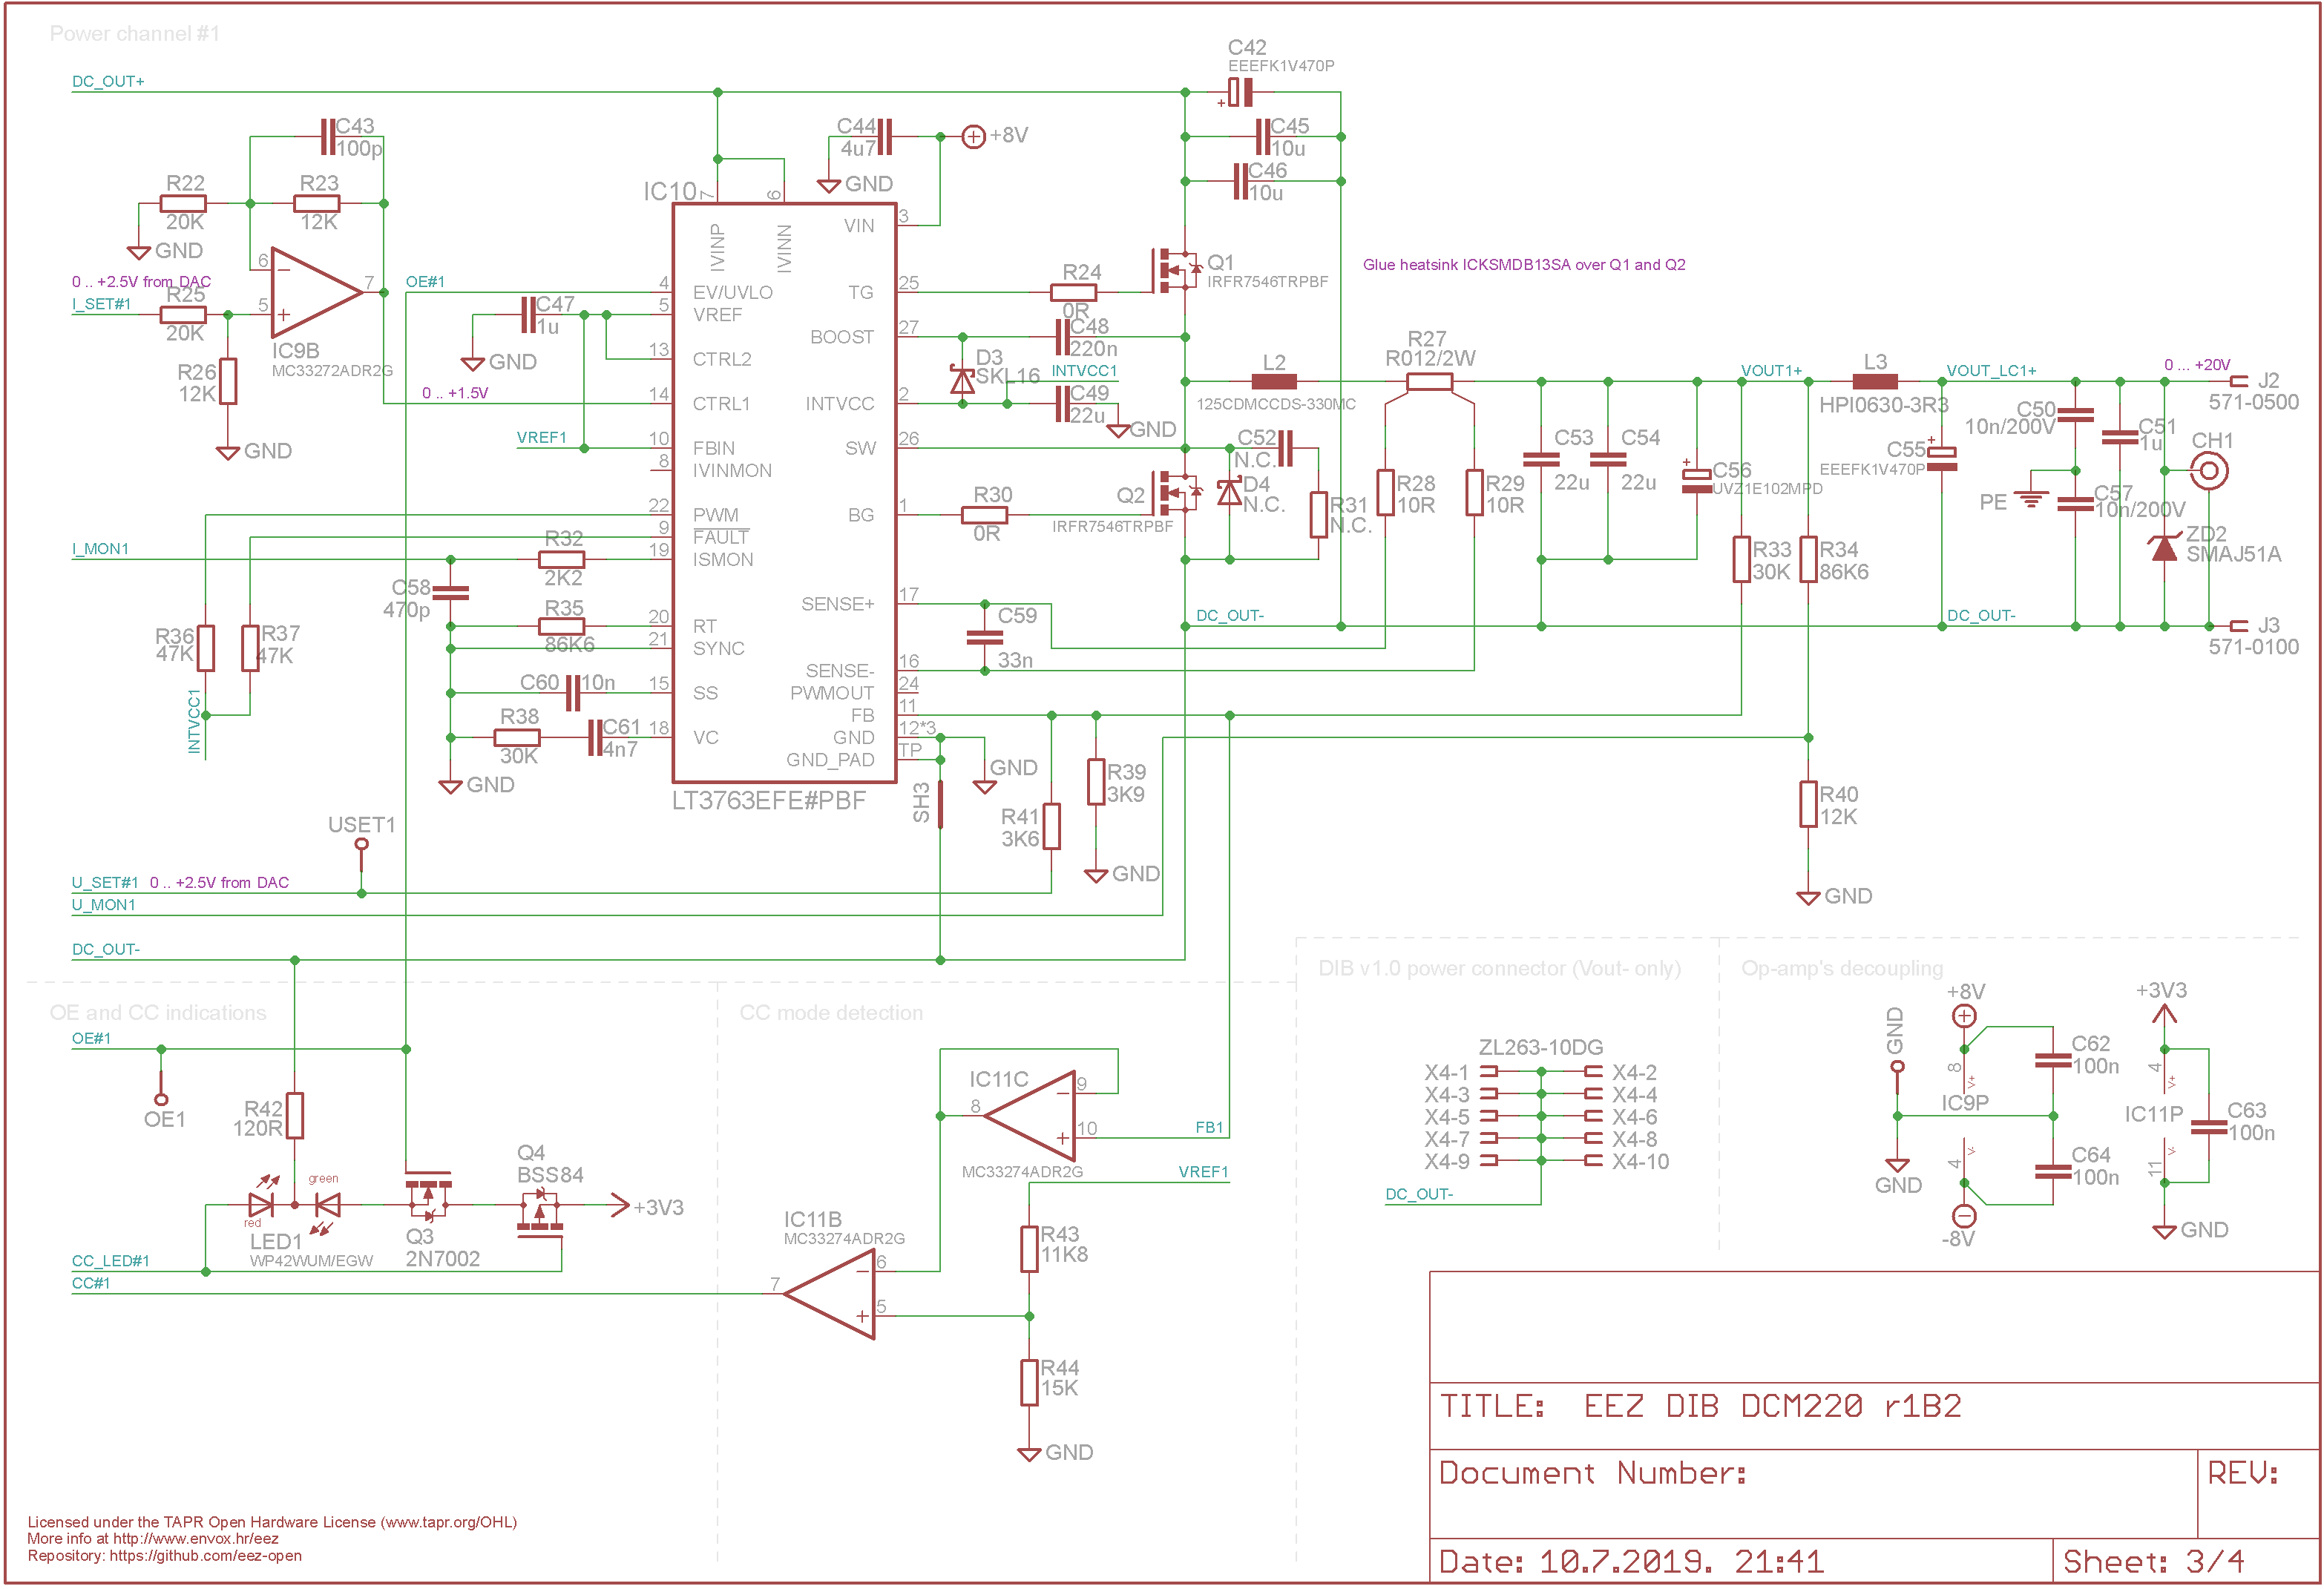 Power channel #1
DC_OUT+
C42
EEEFK1V470P
C43
100p
C44
4u7
+8V
GND
C45
10u
C46
10u
R22
20K
R23
12K
GND
IC10
7
6
IVINP
IVINN
VIN
3
0 .. +2.5V from DAC
I_SET#1
R25
20K
6
5
7
IC9B
MC33272ADR2G
R26
12K
GND
OE#1
C47
1u
GND
0 .. +1.5V
VREF1
4
EV/UVLO
5
VREF
13
CTRL2
14
CTRL1
10
FBIN
8
IVINMON
22
PWM
9
FAULT
19
ISMON
20
RT
21
SYNC
15
SS
18
VC
TG
25
BOOST
27
INTVCC
2
SW
26
BG
1
SENSE+
17
SENSE-
16
PWMOUT
24
FB
11
GND
12*3
GND_PAD
TP
LT3763EFE#PBF
R24
0R
Q1
IRFR7546TRPBF
Glue heatsink ICKSMDB13SA over Q1 and Q2
C48
220n
D3
SKL16
INTVCC1
C49
22u
GND
L2
125CDMCCDS-330MC
R27
R012/2W
VOUT1+
L3
HPI0630-3R3
VOUT_LC1+
0 ... +20V
J2
571-0500
C52
N.C.
D4
N.C.
R31
N.C.
R28
10R
R29
10R
C53
22u
C54
22u
C56
UVZ1E102MPD
C55
EEEFK1V470P
C50
10n/200V
C51
1u
CH1
PE
C57
10n/200V
ZD2
SMAJ51A
R30
0R
Q2
IRFR7546TRPBF
I_MON1
R32
2K2
C58
470p
R35
86K6
R36
47K
R37
47K
INTVCC1
C60
10n
R38
30K
C61
4n7
GND
C59
33n
DC_OUT-
DC_OUT-
R33
30K
R34
86K6
J3
571-0100
SH3
GND
R41
3K6
R39
3K9
GND
R40
12K
GND
USET1
U_SET#1
0 .. +2.5V from DAC
U_MON1
DC_OUT-
OE and CC indications
OE#1
OE1
R42
120R
green
red
LED1
WP42WUM/EGW
Q3
2N7002
Q4
BSS84
+3V3
CC_LED#1
CC#1
CC mode detection
IC11C
8
9
10
MC33274ADR2G
FB1
VREF1
IC11B
MC33274ADR2G
7
6
5
R43
11K8
R44
15K
GND
DIB v1.0 power connector (Vout- only)
ZL263-10DG
X4-1 X4-2
X4-3 X4-4
X4-5 X4-6
X4-7 X4-8
X4-9 X4-10
DC_OUT-
Op-amp's decoupling
GND
+8V
8
V+
IC9P
4
V-
-8V
GND
C62
100n
C64
100n
+3V3
4
V+
IC11P
11
V-
C63
100n
GND
TITLE: EEZ DIB DCM220 r1B2
Document Number:
REV:
Date: 10.7.2019. 21:41
Sheet: 3/4
Licensed under the TAPR Open Hardware License (www.tapr.org/OHL)
More info at http://www.envox.hr/eez
Repository: https://github.com/eez-open